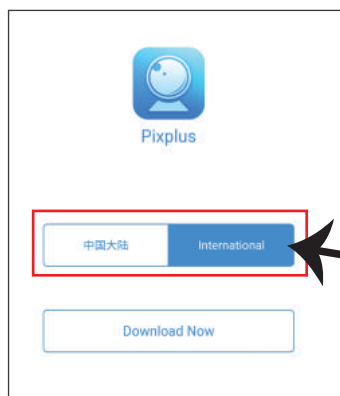 Pixplus
中国大陆 International
Download Now